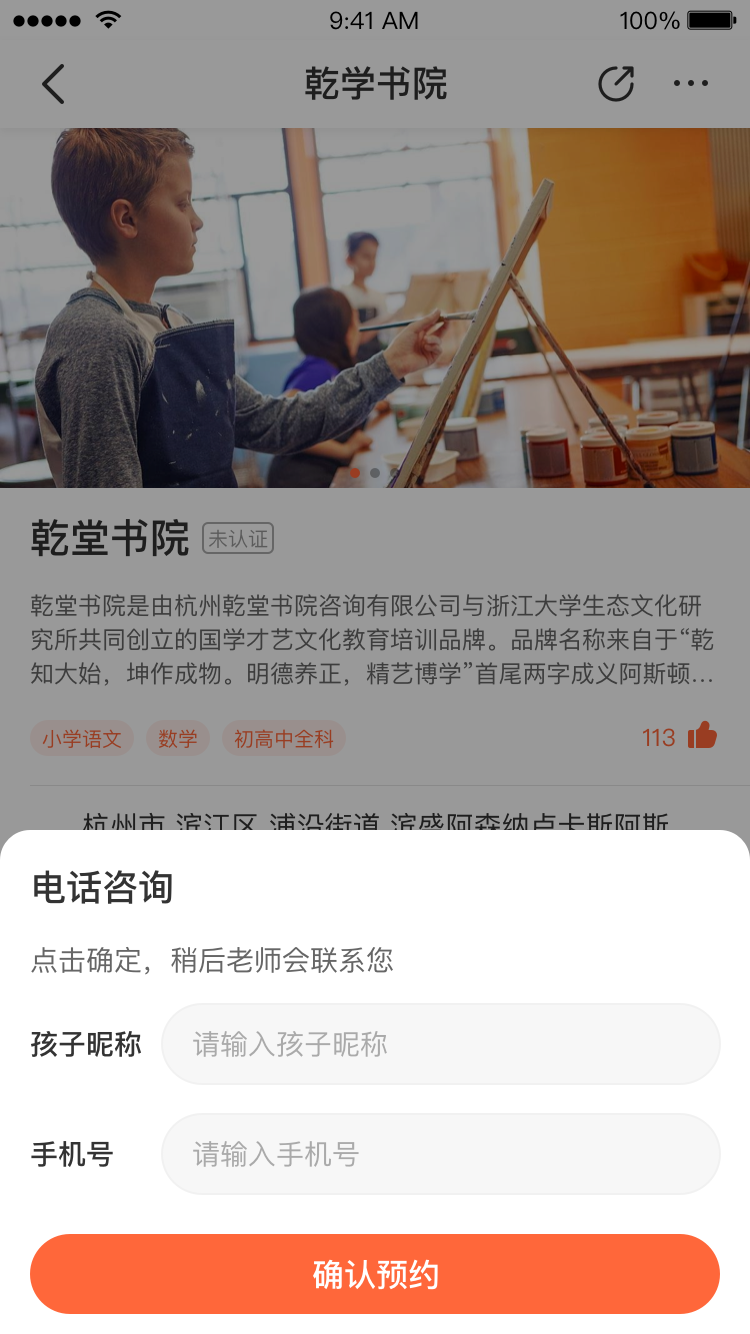 9:41 AM
100%
乾学书院
乾堂书院 未认证
乾堂书院是由杭州乾堂书院咨询有限公司与浙江大学生态文化研
究所共同创立的国学才艺文化教育培训品牌。品牌名称来自于“乾
知大始，坤作成物。明德养正，精艺博学”首尾两字成义阿斯顿...
小学语文 数学 初高中全科 113
杭州市 滨江区 浦沿街道 滨盛阿森纳卢卡斯阿斯
电话咨询
点击确定，稍后老师会联系您
孩子昵称 请输入孩子昵称
手机号 请输入手机号
确认预约